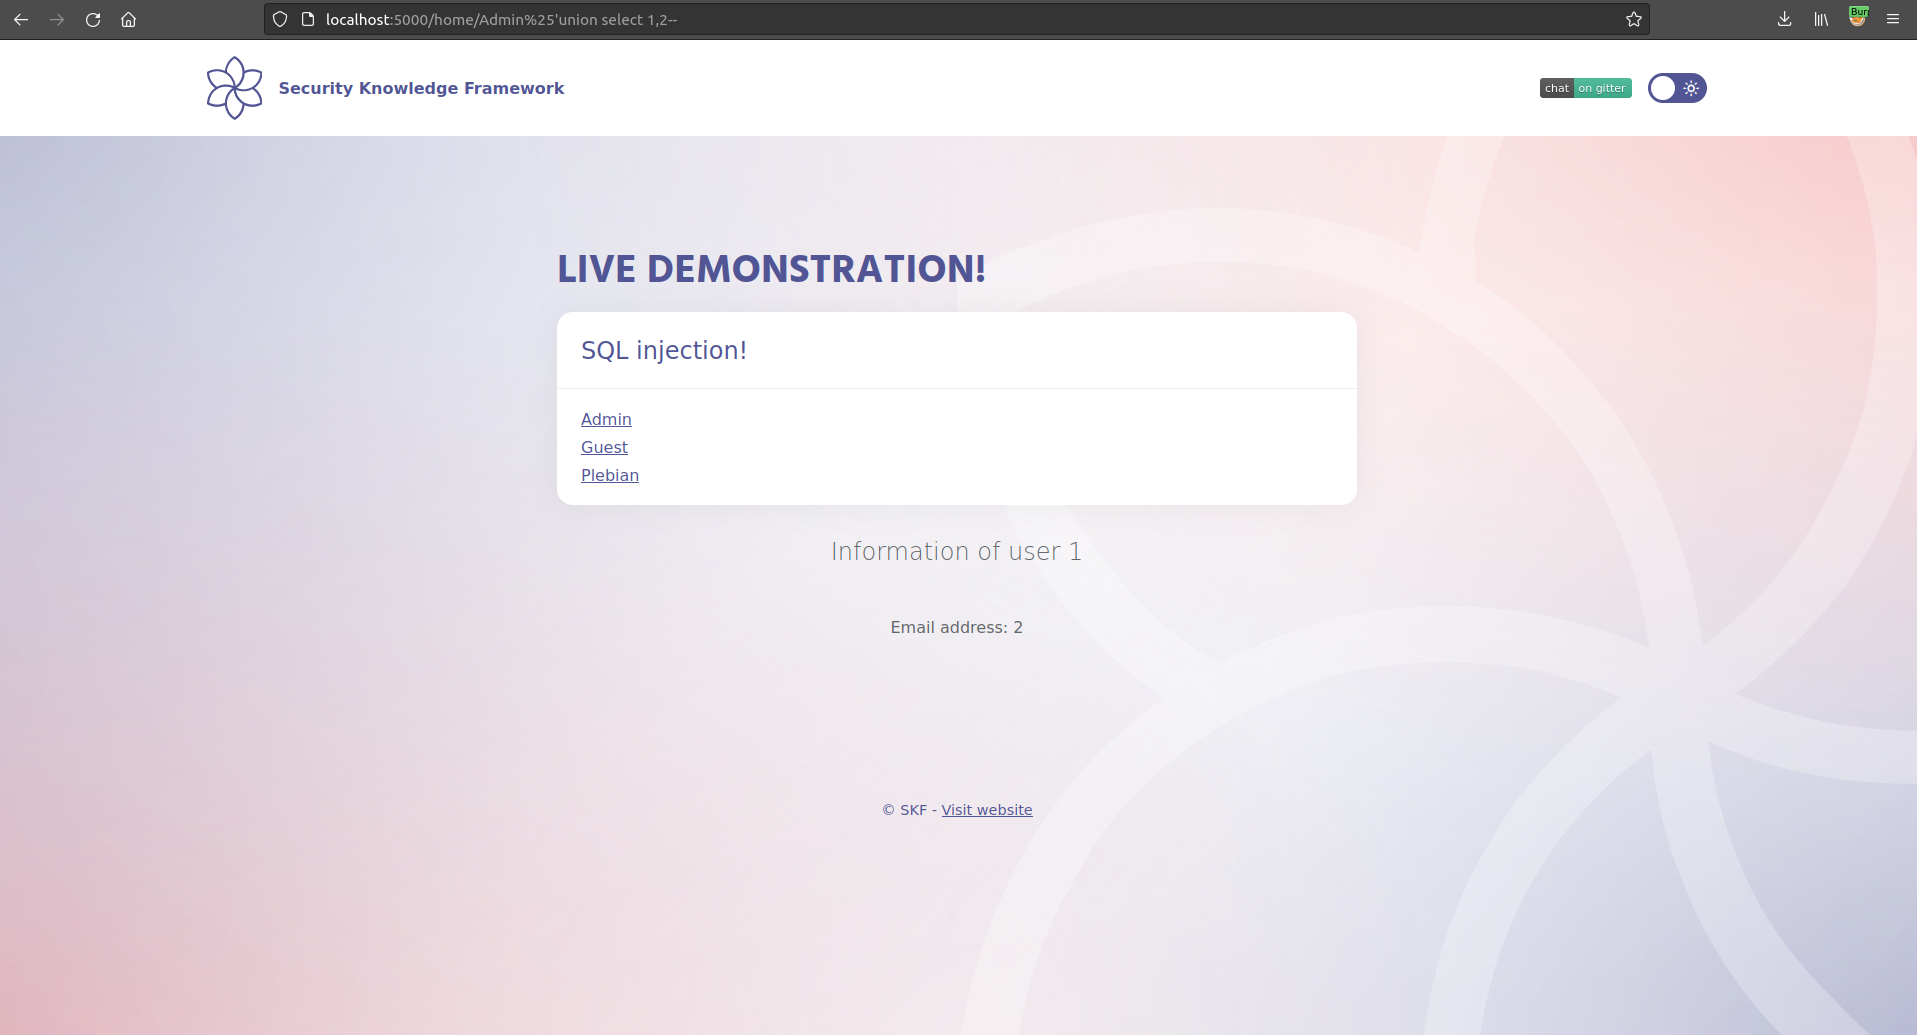 localhost:5000/home/Admin%25'union select 1,2--
Security Knowledge Framework
chat on gitter
LIVE DEMONSTRATION!
SQL injection!
Admin
Guest
Plebian
Information of user 1
Email address: 2
© SKF - Visit website